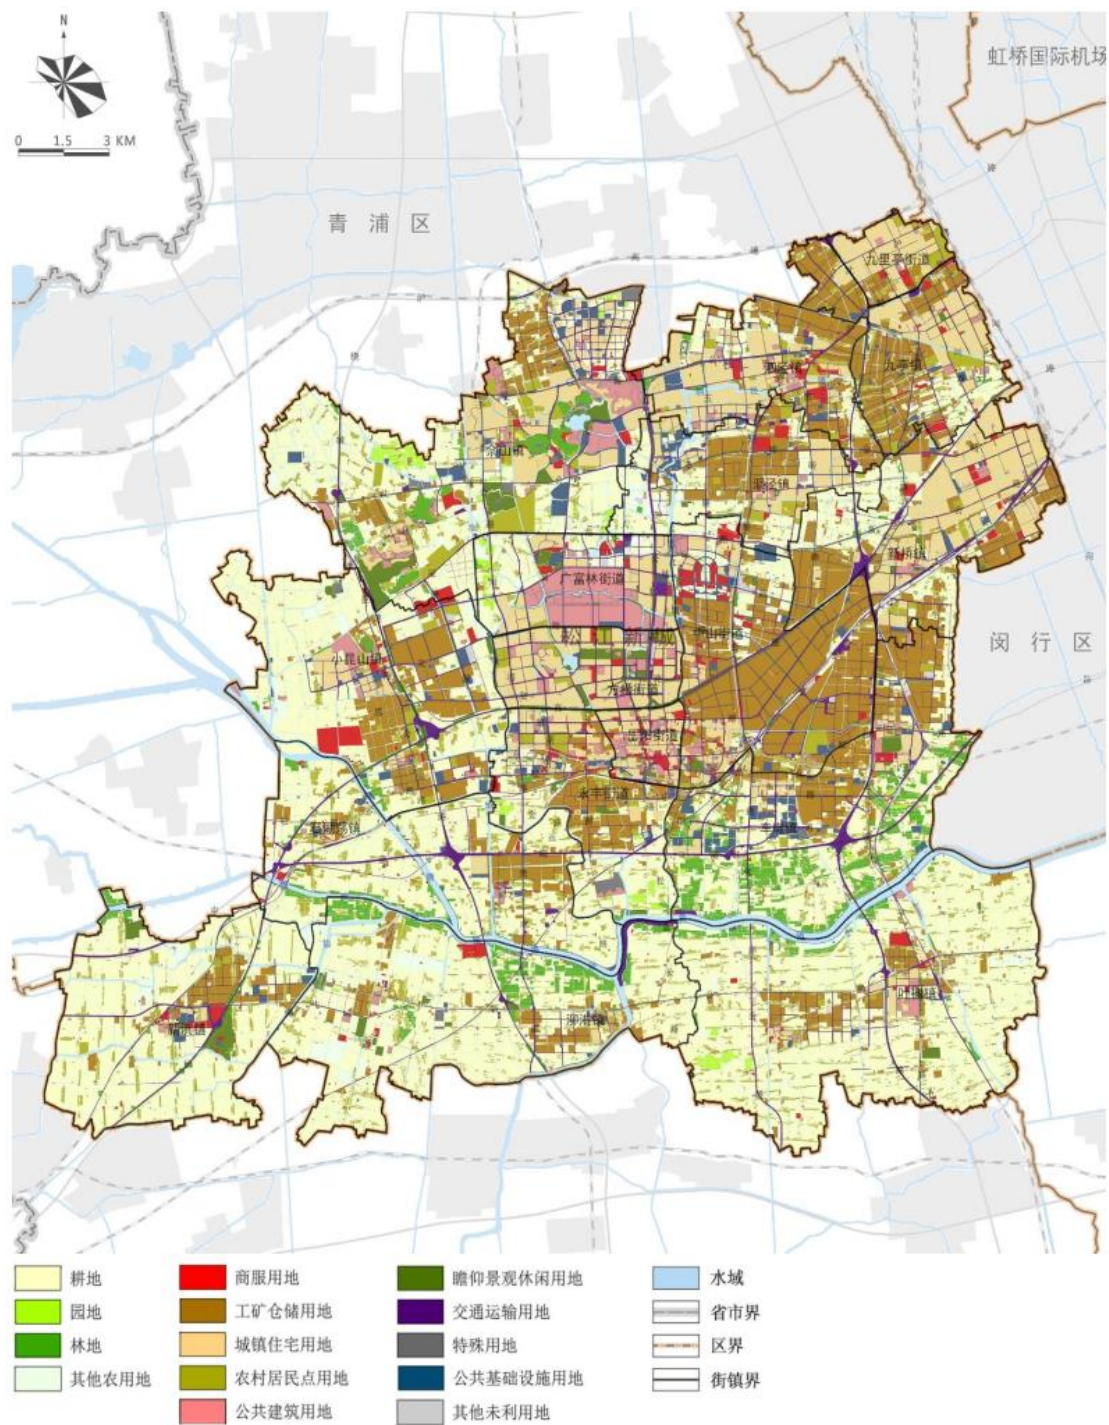 N
0 1.5 3 KM
虹桥国际机场
青浦区
九里亭街道
泗泾镇
九亭镇
佘山镇
洞泾镇
新桥镇
广富林街道
松江新城
中山街道
小昆山镇
闵行区
方松街道
岳阳街道
永丰街道
石湖荡镇
车墩镇
叶榭镇
新浜镇
泖港镇
耕地
园地
林地
其他农用地
商服用地
工矿仓储用地
城镇住宅用地
农村居民点用地
公共建筑用地
瞻仰景观休闲用地
交通运输用地
特殊用地
公共基础设施用地
其他未利用地
水域
省市界
区界
街镇界